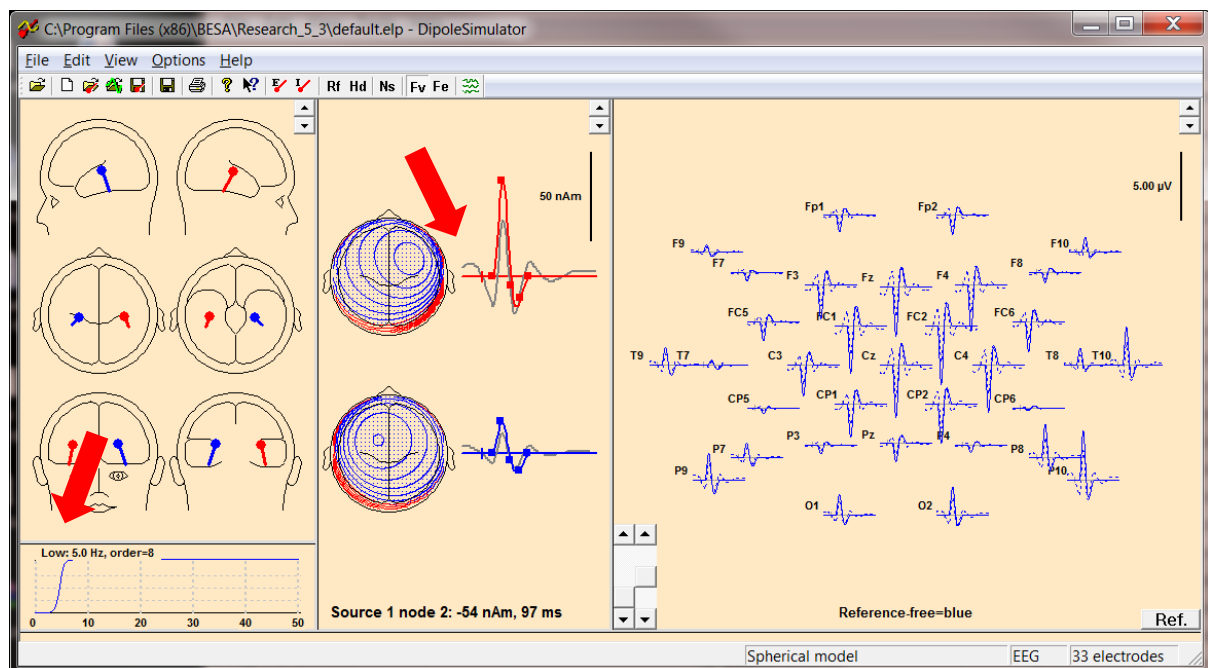 C:\Program Files (x86)\BESA\Research_5_3\default.elp - DipoleSimulator
File Edit View Options Help
Rf Hd Ns Fv Fe
50 nAm
5.00 µV
Fp1 Fp2
F9 F10
F7 F3 Fz F4 F8
FC5 FC1 FC2 FC6
T9 T7 C3 Cz C4 T8 T10
CP5 CP1 CP2 CP6
P7 P3 Pz P4 P8
P9 P10
O1 O2
Low: 5.0 Hz, order=8
0 10 20 30 40 50
Source 1 node 2: -54 nAm, 97 ms
Reference-free=blue
Ref.
Spherical model EEG 33 electrodes